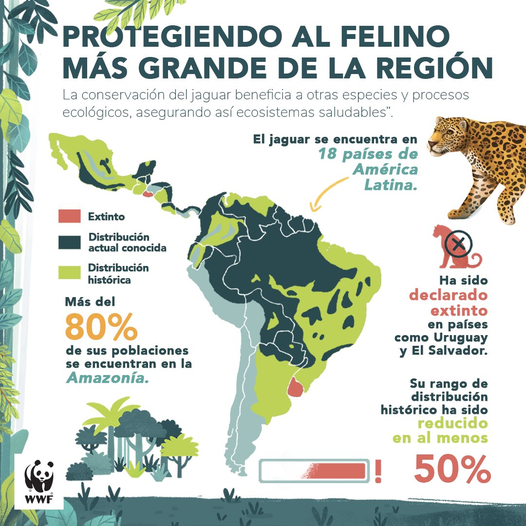 PROTEGIENDO AL FELINO
MÁS GRANDE DE LA REGIÓN
La conservación del jaguar beneficia a otras especies y procesos
ecológicos, asegurando así ecosistemas saludables”.
El jaguar se encuentra en
18 países de
América
Latina.
Extinto
Distribución
actual conocida
Distribución
histórica
Más del
80%
de sus poblaciones
se encuentran en la
Amazonía.
Ha sido
declarado
extinto
en países
como Uruguay
y El Salvador.
Su rango de
distribución
histórico ha sido
reducido
en al menos
50%
!
WWF